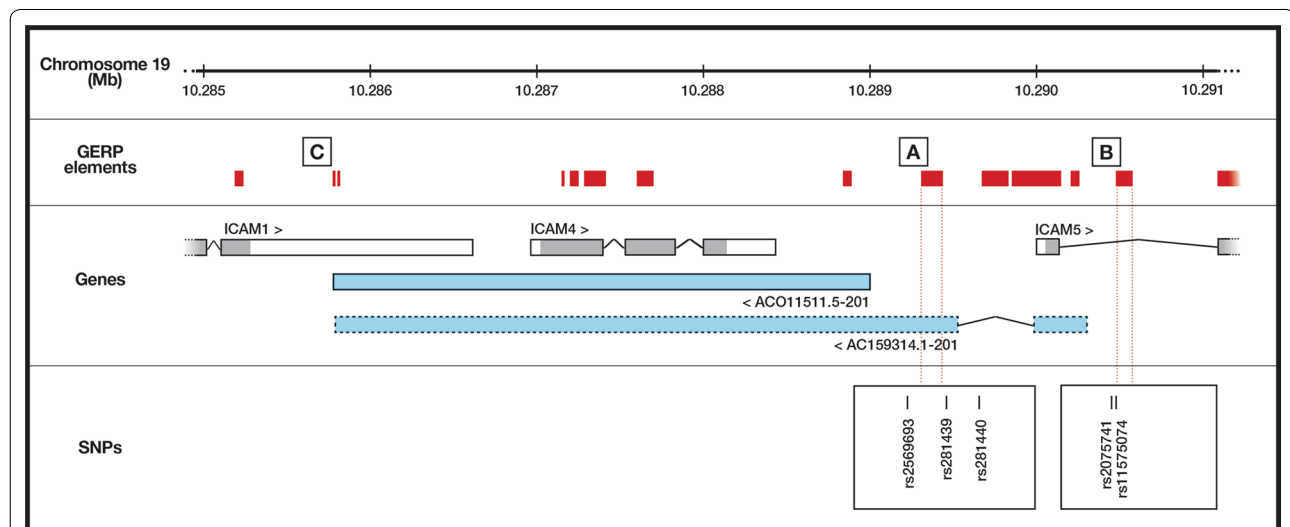 Chromosome 19
(Mb)
10.285 10.286 10.287 10.288 10.289 10.290 10.291
GERP
elements
C A B
ICAM1 > ICAM4 > ICAM5 >
Genes
< ACO11511.5-201
< AC159314.1-201
SNPs
rs2569693
rs281439
rs281440
rs2075741
rs11575074